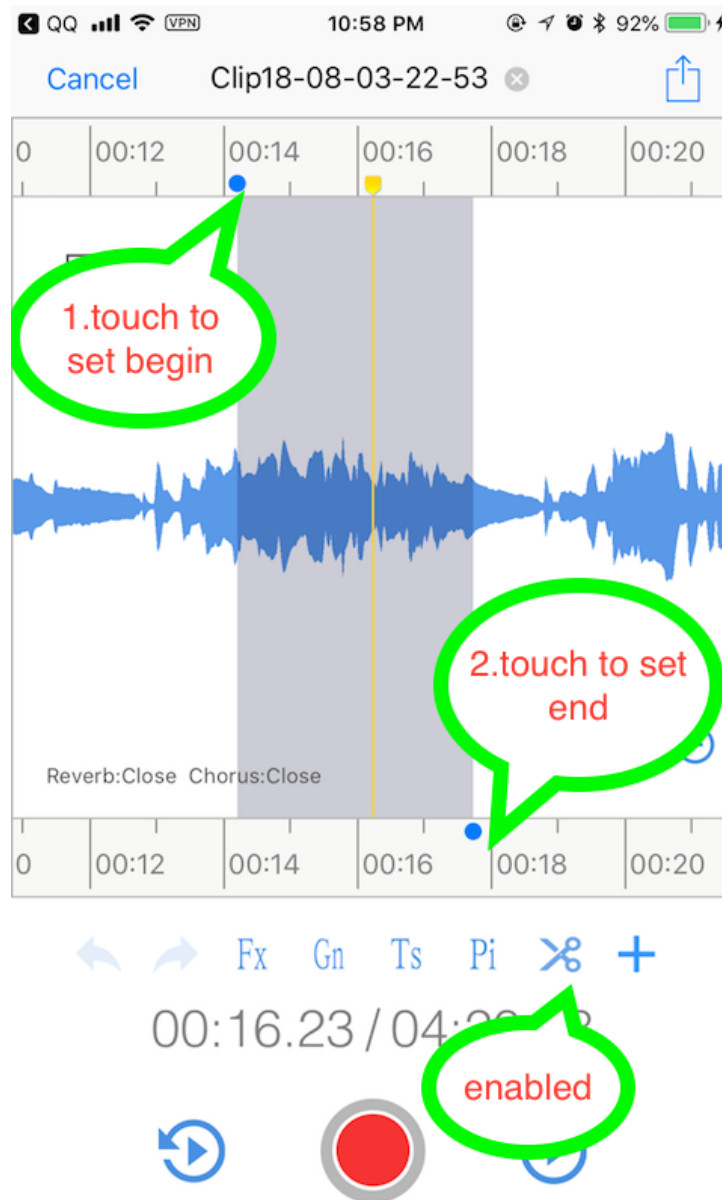 QQ VPN 10:58 PM 92%
Cancel Clip18-08-03-22-53
0 00:12 00:14 00:16 00:18 00:20
1.touch to
set begin
2.touch to set
end
Reverb:Close Chorus:Close
0 00:12 00:14 00:16 00:18 00:20
Fx Gn Ts Pi
00:16.23/04:
enabled